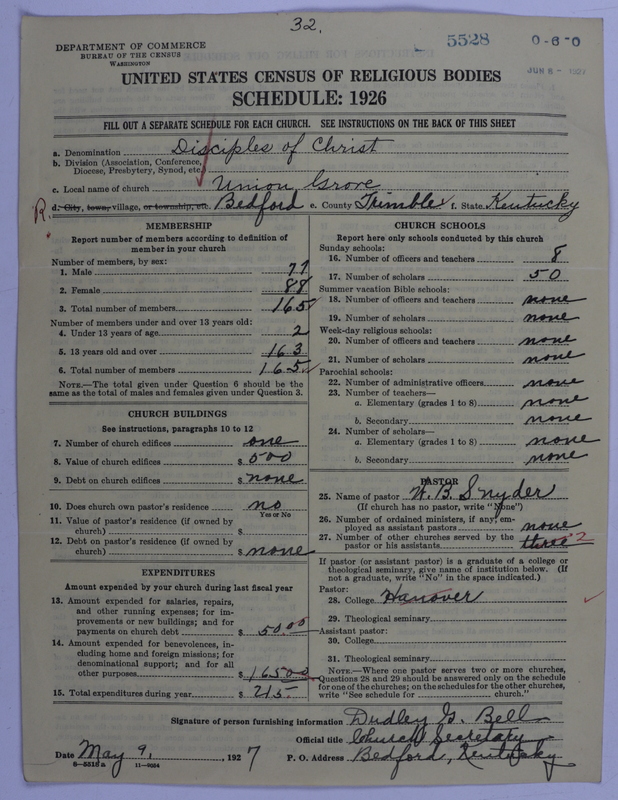 32.
5528 0-6-0
DEPARTMENT OF COMMERCE
BUREAU OF THE CENSUS
WASHINGTON
JUN 8 - 1927
UNITED STATES CENSUS OF RELIGIOUS BODIES
SCHEDULE: 1926
FILL OUT A SEPARATE SCHEDULE FOR EACH CHURCH. SEE INSTRUCTIONS ON THE BACK OF THIS SHEET
a. Denomination Disciples of Christ
b. Division (Association, Conference,
Diocese, Presbytery, Synod, etc.)
c. Local name of church Union Grove
R. d. City, town, village, or township, etc. Bedford e. County Trimble f. State Kentucky
MEMBERSHIP
Report number of members according to definition of
member in your church
Number of members, by sex:
1. Male 77
2. Female 88
3. Total number of members 165
Number of members under and over 13 years old:
4. Under 13 years of age 2
5. 13 years old and over 163
6. Total number of members 165
NOTE.—The total given under Question 6 should be the
same as the total of males and females given under Question 3.
CHURCH BUILDINGS
See instructions, paragraphs 10 to 12
7. Number of church edifices one
8. Value of church edifices $ 500
9. Debt on church edifices $ none
10. Does church own pastor's residence no
Yes or No
11. Value of pastor's residence (if owned by
church) $
12. Debt on pastor's residence (if owned by
church) $ none
EXPENDITURES
Amount expended by your church during last fiscal year
13. Amount expended for salaries, repairs,
and other running expenses; for im-
provements or new buildings; and for
payments on church debt $ 50.00
14. Amount expended for benevolences, in-
cluding home and foreign missions; for
denominational support; and for all
other purposes $ 165.00
15. Total expenditures during year $ 215.
CHURCH SCHOOLS
Report here only schools conducted by this church
Sunday schools:
16. Number of officers and teachers 8
17. Number of scholars 50
Summer vacation Bible schools:
18. Number of officers and teachers none
19. Number of scholars none
Week-day religious schools:
20. Number of officers and teachers none
21. Number of scholars none
Parochial schools:
22. Number of administrative officers none
23. Number of teachers—
a. Elementary (grades 1 to 8) none
b. Secondary none
24. Number of scholars—
a. Elementary (grades 1 to 8) none
b. Secondary none
PASTOR
25. Name of pastor W. B. Snyder
(If church has no pastor, write "None")
26. Number of ordained ministers, if any, em-
ployed as assistant pastors none
27. Number of other churches served by the
pastor or his assistants three 2
If pastor (or assistant pastor) is a graduate of a college or
theological seminary, give name of institution below. (If
not a graduate, write "No" in the space indicated.)
Pastor:
28. College Hanover
29. Theological seminary
Assistant pastor:
30. College
31. Theological seminary
NOTE.—Where one pastor serves two or more churches,
Questions 28 and 29 should be answered only on the schedule
for one of the churches; on the schedules for the other churches,
write "See schedule for church."
Signature of person furnishing information Dudley G. Bell
Official title Church Secretary
Date May 9, 1927 P. O. Address Bedford, Kentucky
8-5518a 11-9054